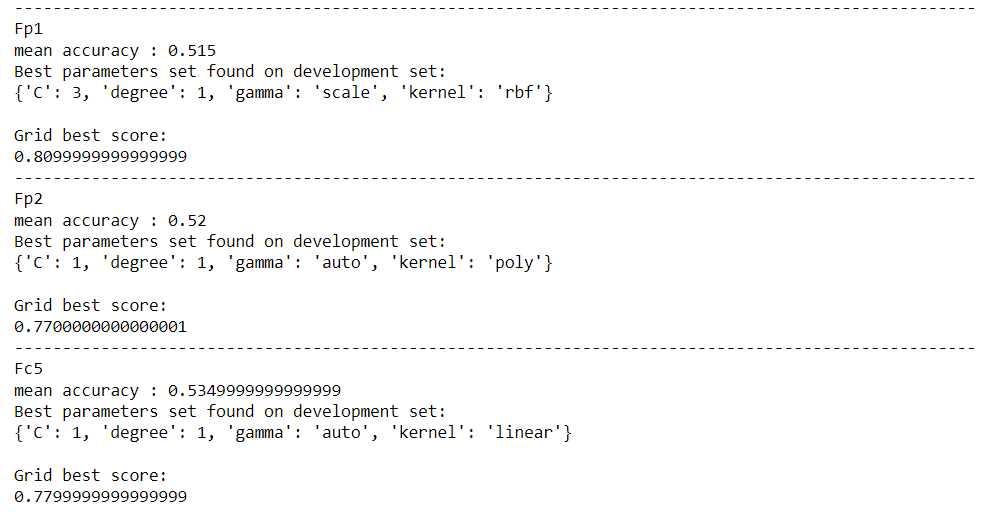 ----------------------------------------------------------------------------------------------------
Fp1
mean accuracy : 0.515
Best parameters set found on development set:
{'C': 3, 'degree': 1, 'gamma': 'scale', 'kernel': 'rbf'}

Grid best score:
0.8099999999999999
----------------------------------------------------------------------------------------------------
Fp2
mean accuracy : 0.52
Best parameters set found on development set:
{'C': 1, 'degree': 1, 'gamma': 'auto', 'kernel': 'poly'}

Grid best score:
0.7700000000000001
----------------------------------------------------------------------------------------------------
Fc5
mean accuracy : 0.5349999999999999
Best parameters set found on development set:
{'C': 1, 'degree': 1, 'gamma': 'auto', 'kernel': 'linear'}

Grid best score:
0.7799999999999999